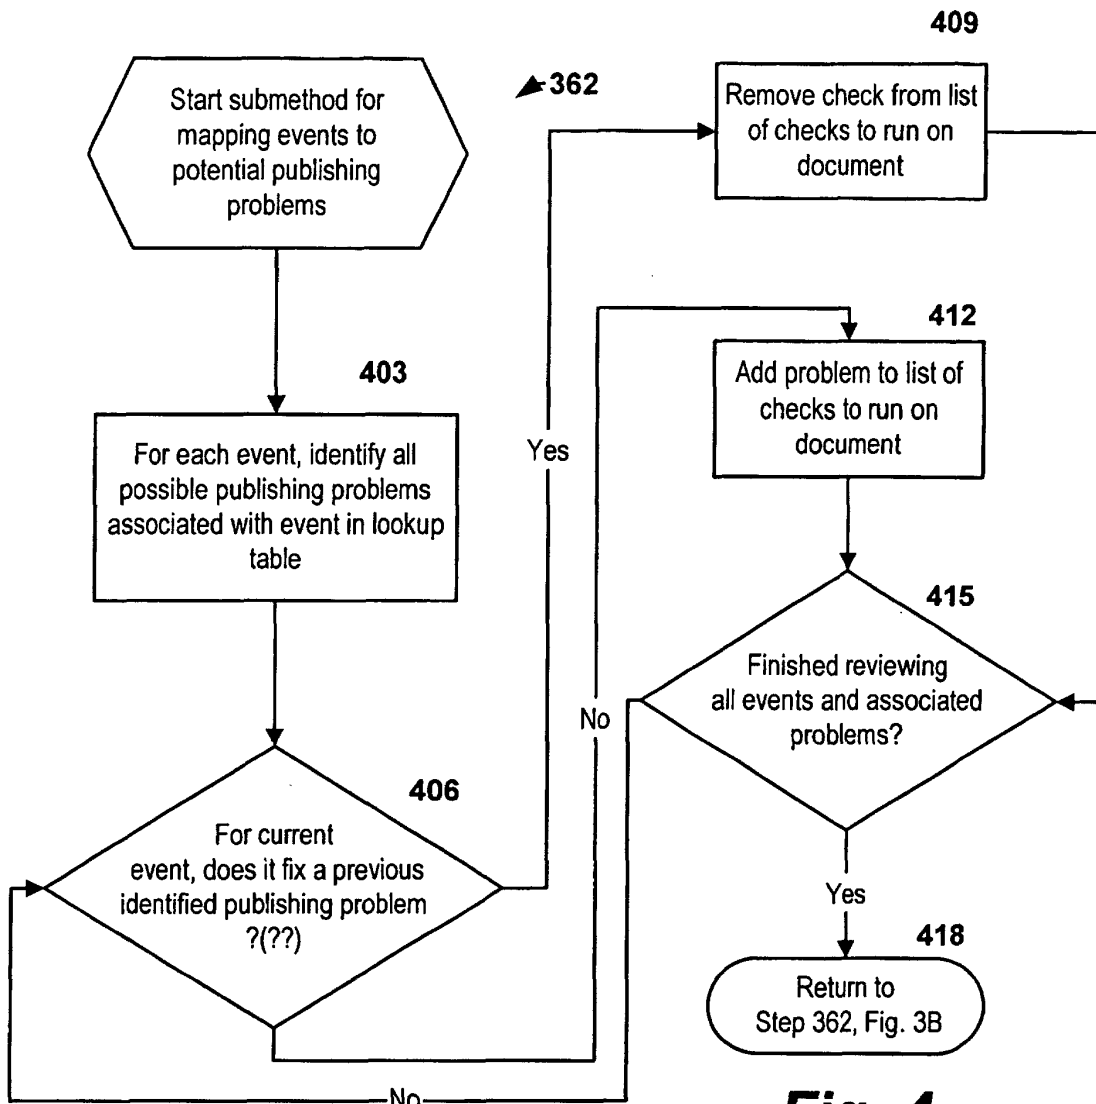 Start submethod for
mapping events to
potential publishing
problems
362
403
For each event, identify all
possible publishing problems
associated with event in lookup
table
406
For current
event, does it fix a previous
identified publishing problem
?(??)
Yes
409
Remove check from list
of checks to run on
document
No
412
Add problem to list of
checks to run on
document
415
Finished reviewing
all events and associated
problems?
No
Yes
418
Return to
Step 362, Fig. 3B
Fig. 4